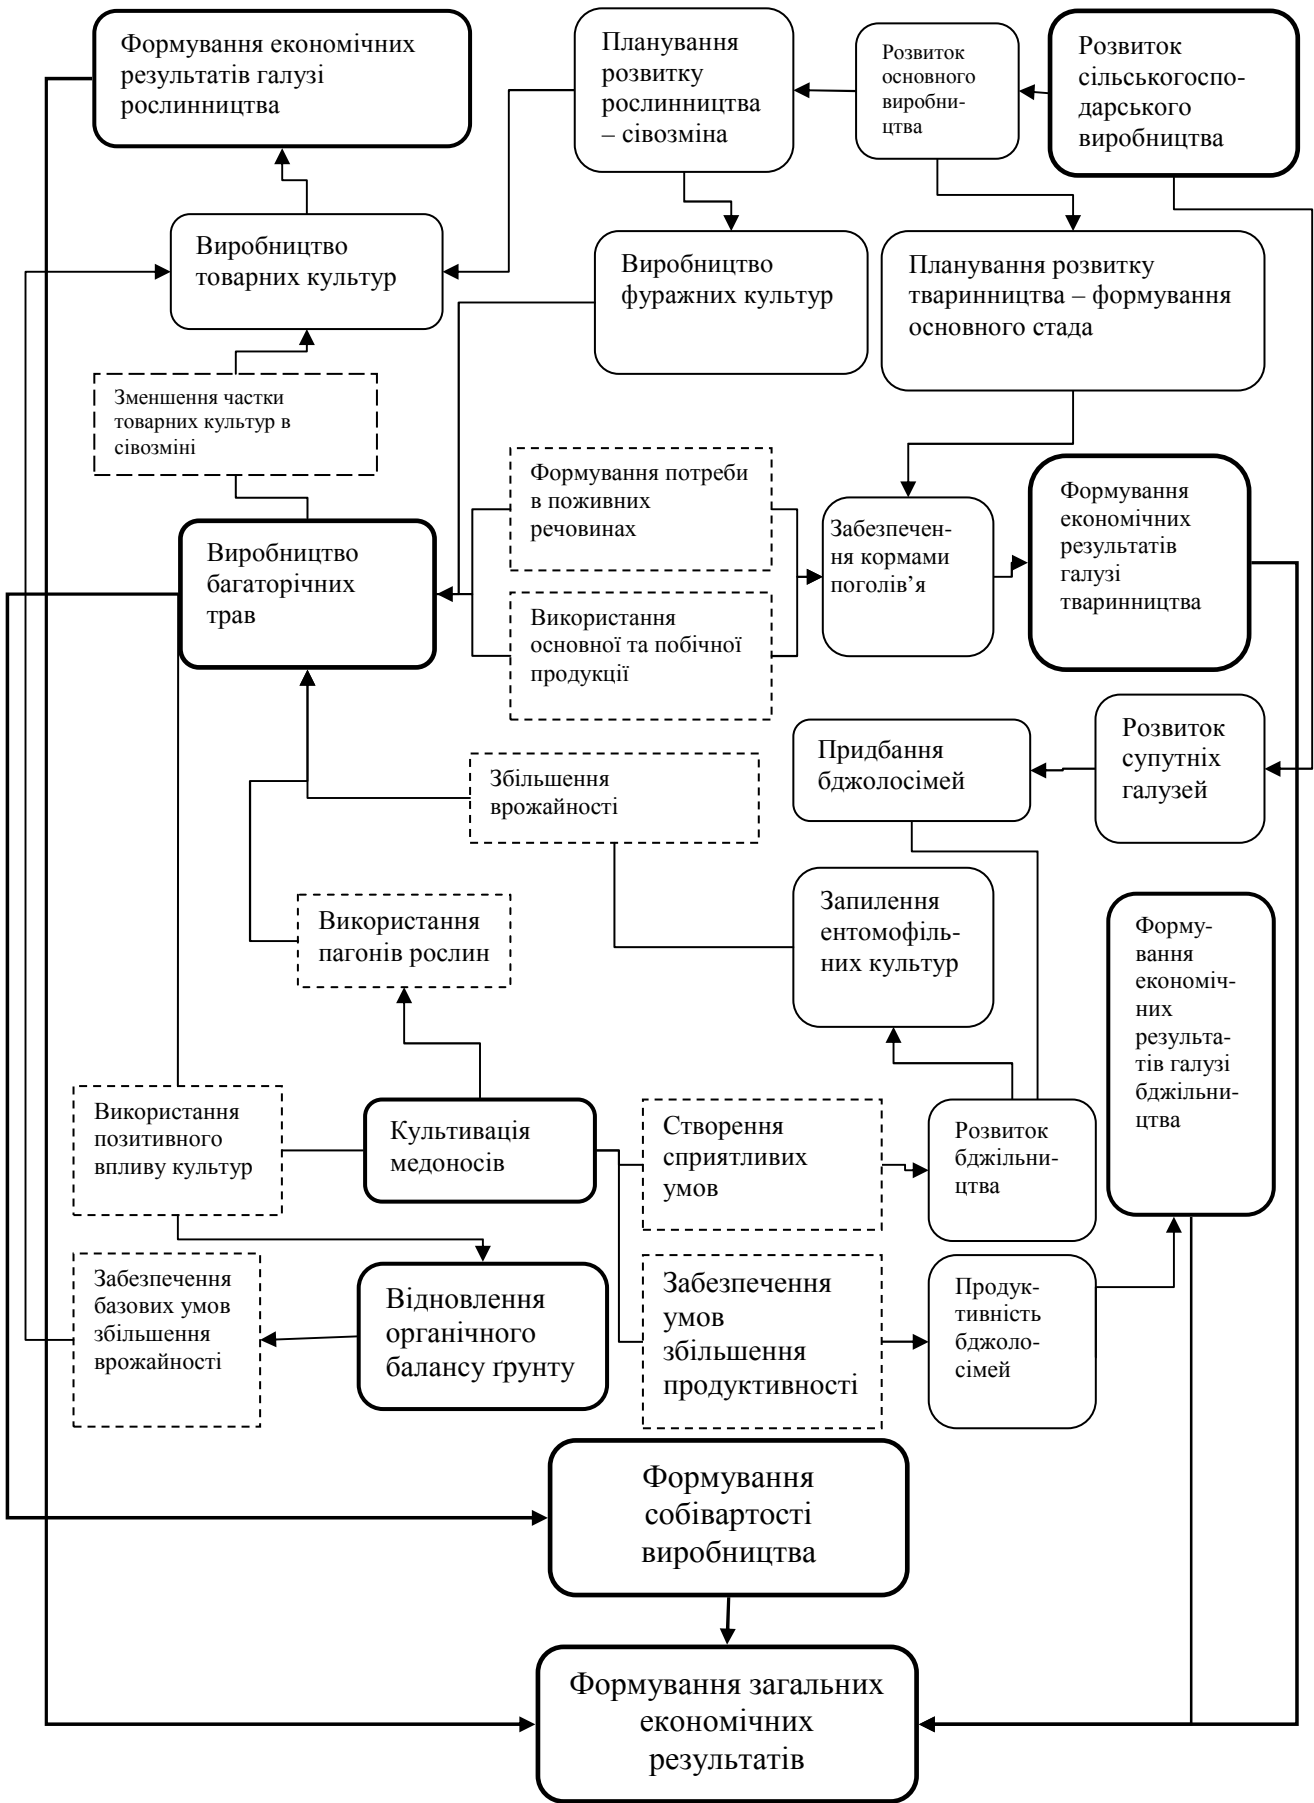 Формування економічних
результатів галузі
рослинництва
Планування
розвитку
рослинництва
– сівозміна
Розвиток
основного
виробни-
цтва
Розвиток
сільськогоспо-
дарського
виробництва
Виробництво
товарних культур
Виробництво
фуражних культур
Планування розвитку
тваринництва – формування
основного стада
Зменшення частки
товарних культур в
сівозміні
Формування потреби
в поживних
речовинах
Забезпечен-
ня кормами
поголів’я
Формування
економічних
результатів
галузі
тваринництва
Виробництво
багаторічних
трав
Використання
основної та побічної
продукції
Придбання
бджолосімей
Розвиток
супутніх
галузей
Збільшення
врожайності
Використання
пагонів рослин
Запилення
ентомофіль-
них культур
Форму-
вання
економіч-
них
результа-
тів галузі
бджільни-
цтва
Використання
позитивного
впливу культур
Культивація
медоносів
Створення
сприятливих
умов
Розвиток
бджільни-
цтва
Забезпечення
базових умов
збільшення
врожайності
Відновлення
органічного
балансу ґрунту
Забезпечення
умов
збільшення
продуктивності
Продук-
тивність
бджоло-
сімей
Формування
собівартості
виробництва
Формування загальних
економічних
результатів